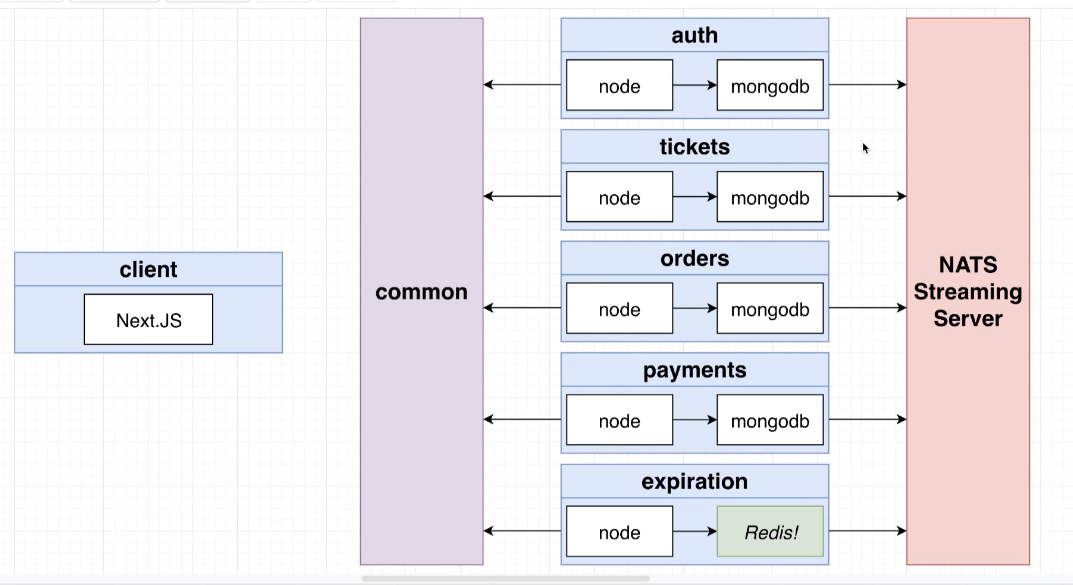 client
Next.JS
common
auth
node
mongodb
tickets
node
mongodb
orders
node
mongodb
payments
node
mongodb
expiration
node
Redis!
NATS
Streaming
Server